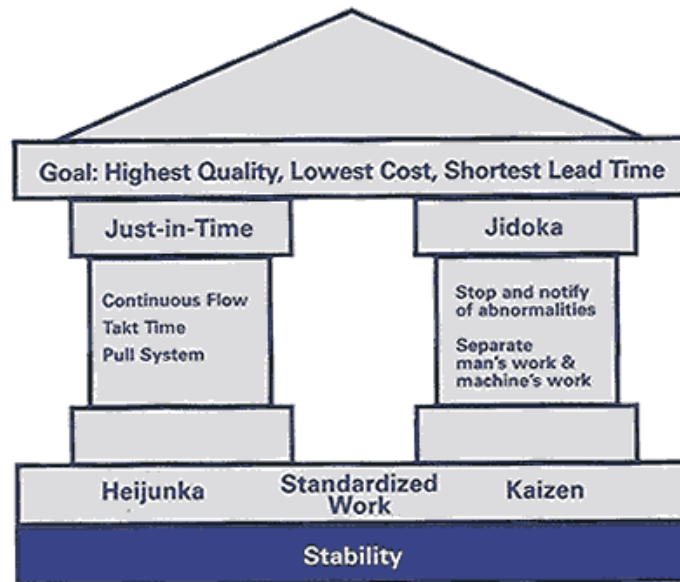 Goal: Highest Quality, Lowest Cost, Shortest Lead Time
Just-in-Time
Continuous Flow
Takt Time
Pull System
Jidoka
Stop and notify
of abnormalities
Separate
man's work &
machine's work
Heijunka
Standardized
Work
Kaizen
Stability